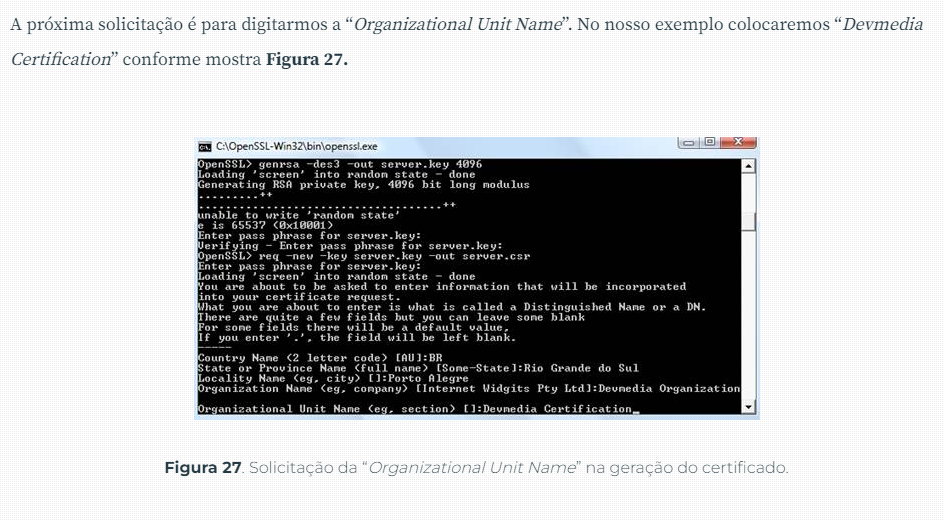 A próxima solicitação é para digitarmos a “Organizational Unit Name”. No nosso exemplo colocaremos “Devmedia
Certification” conforme mostra Figura 27.
C:\OpenSSL-Win32\bin\openssl.exe
OpenSSL> genrsa -des3 -out server.key 4096
Loading 'screen' into random state - done
Generating RSA private key, 4096 bit long modulus
.........++
....................................++
unable to write 'random state'
e is 65537 (0x10001)
Enter pass phrase for server.key:
Verifying - Enter pass phrase for server.key:
OpenSSL> req -new -key server.key -out server.csr
Enter pass phrase for server.key:
Loading 'screen' into random state - done
You are about to be asked to enter information that will be incorporated
into your certificate request.
What you are about to enter is what is called a Distinguished Name or a DN.
There are quite a few fields but you can leave some blank
For some fields there will be a default value,
If you enter '.', the field will be left blank.
-----
Country Name (2 letter code) [AU]:BR
State or Province Name (full name) [Some-State]:Rio Grande do Sul
Locality Name (eg, city) []:Porto Alegre
Organization Name (eg, company) [Internet Widgits Pty Ltd]:Devmedia Organization
Organizational Unit Name (eg, section) []:Devmedia Certification_
Figura 27. Solicitação da “Organizational Unit Name” na geração do certificado.